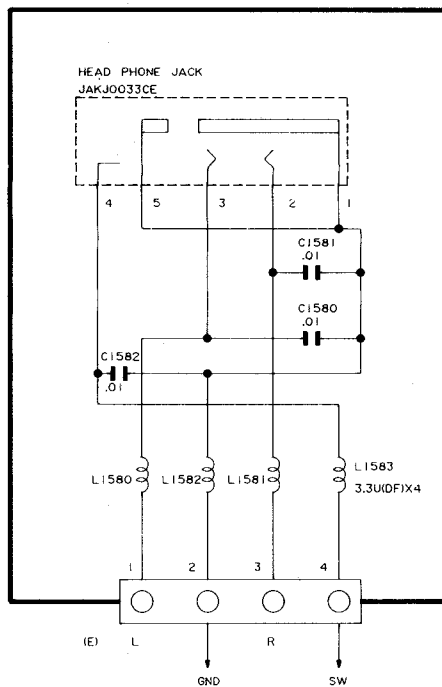 HEAD PHONE JACK
JAKJ0033CE
4 5 3 2 1
C1581
.01
C1580
.01
C1582
.01
L1580 L1582 L1581 L1583
3.3U(DF)X4
1 2 3 4
(E) L R
GND SW